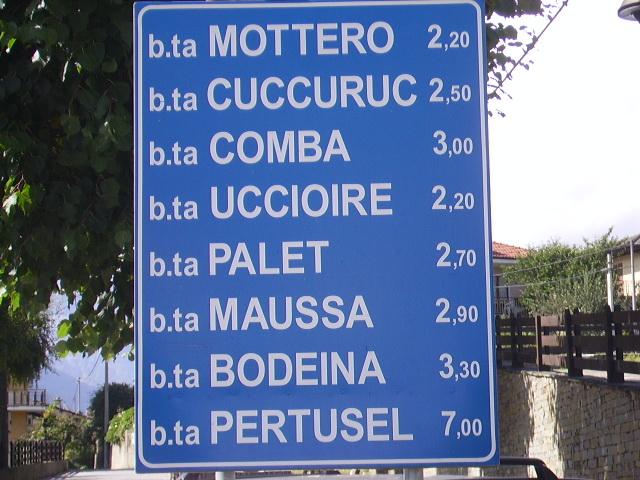 b.ta MOTTERO 2,20
b.ta CUCCURUC 2,50
b.ta COMBA 3,00
b.ta UCCIOIRE 2,20
b.ta PALET 2,70
b.ta MAUSSA 2,90
b.ta BODEINA 3,30
b.ta PERTUSEL 7,00